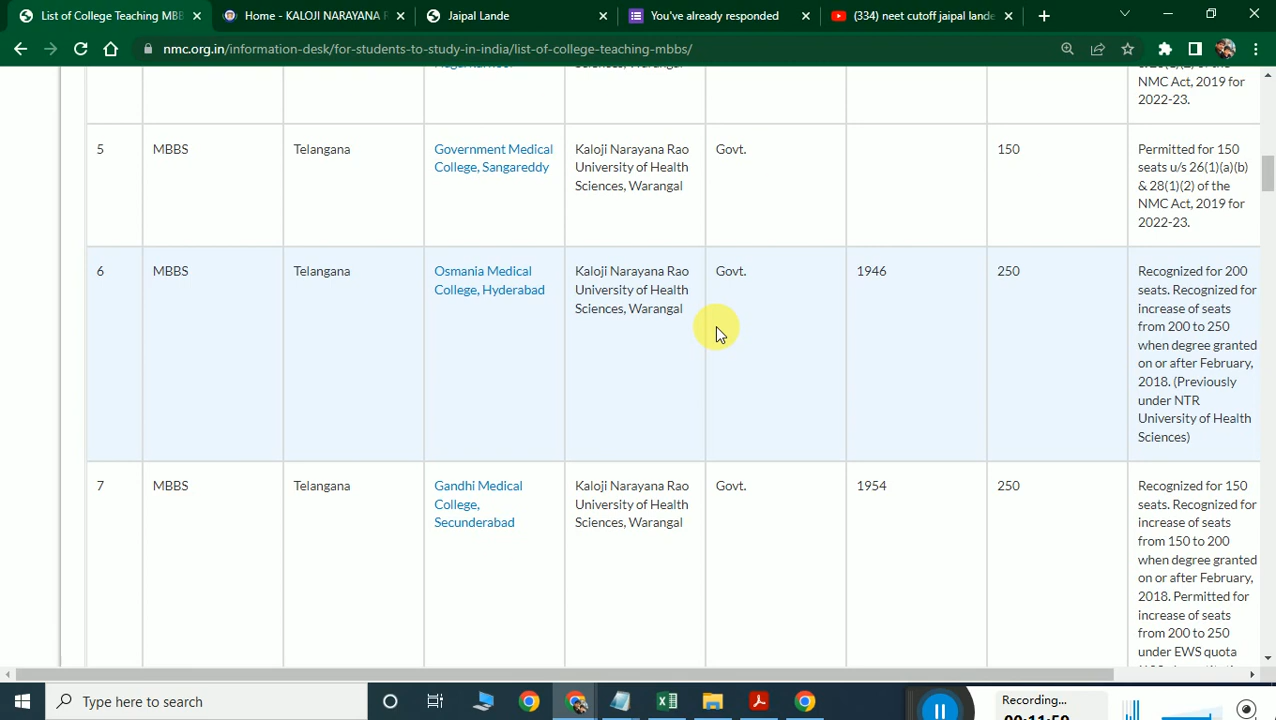 List of College Teaching MBB
Home - KALOJI NARAYANA R
Jaipal Lande
You've already responded
(334) neet cutoff jaipal lande
nmc.org.in/information-desk/for-students-to-study-in-india/list-of-college-teaching-mbbs/
Sciences, Warangal
NMC Act, 2019 for
2022-23.
5
MBBS
Telangana
Government Medical
College, Sangareddy
Kaloji Narayana Rao
University of Health
Sciences, Warangal
Govt.
150
Permitted for 150
seats u/s 26(1)(a)(b)
& 28(1)(2) of the
NMC Act, 2019 for
2022-23.
6
MBBS
Telangana
Osmania Medical
College, Hyderabad
Kaloji Narayana Rao
University of Health
Sciences, Warangal
Govt.
1946
250
Recognized for 200
seats. Recognized for
increase of seats
from 200 to 250
when degree granted
on or after February,
2018. (Previously
under NTR
University of Health
Sciences)
7
MBBS
Telangana
Gandhi Medical
College,
Secunderabad
Kaloji Narayana Rao
University of Health
Sciences, Warangal
Govt.
1954
250
Recognized for 150
seats. Recognized for
increase of seats
from 150 to 200
when degree granted
on or after February,
2018. Permitted for
increase of seats
from 200 to 250
under EWS quota
Type here to search
Recording...
00:11:59